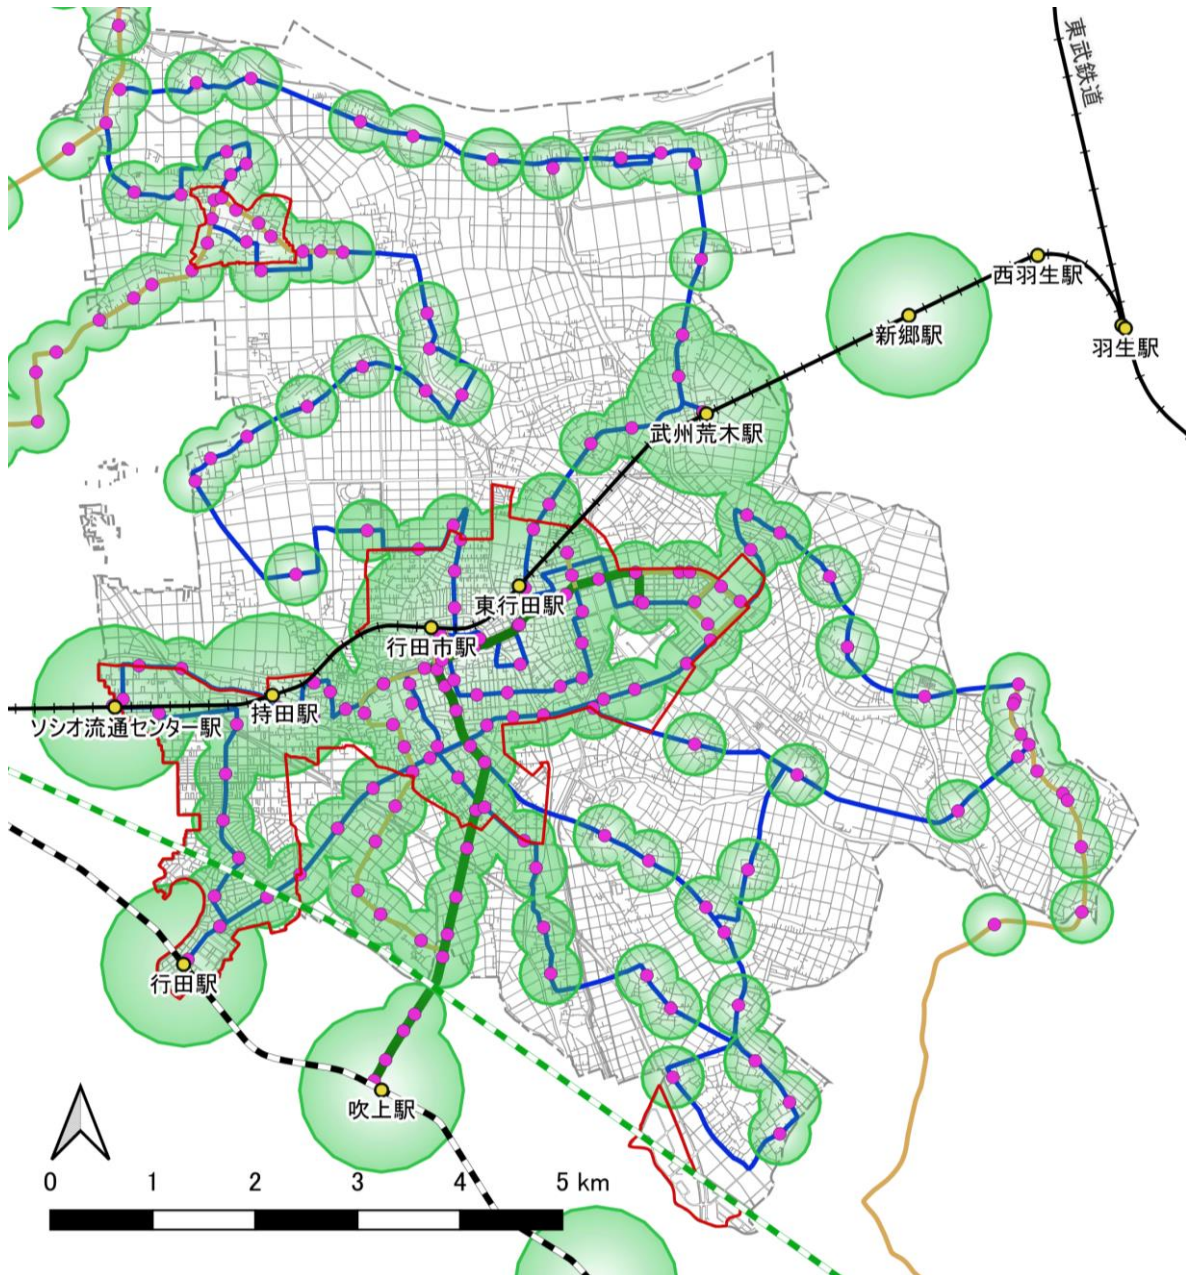 東武鉄道
西羽生駅
新郷駅
羽生駅
武州荒木駅
東行田駅
行田市駅
持田駅
ソシオ流通センター駅
行田駅
吹上駅
0 1 2 3 4 5 km